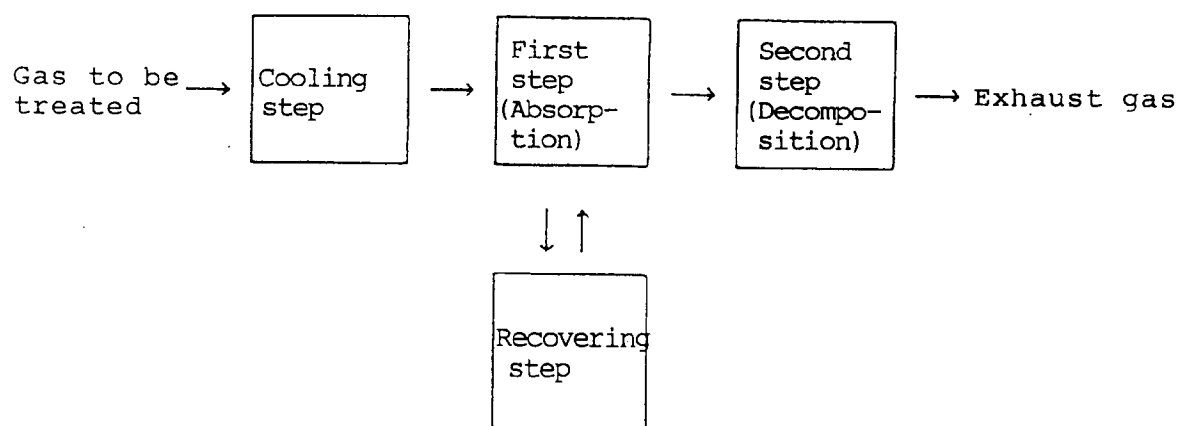 Gas to be
treated
Cooling
step
First
step
(Absorp-
tion)
Second
step
(Decompo-
sition)
Exhaust gas
Recovering
step